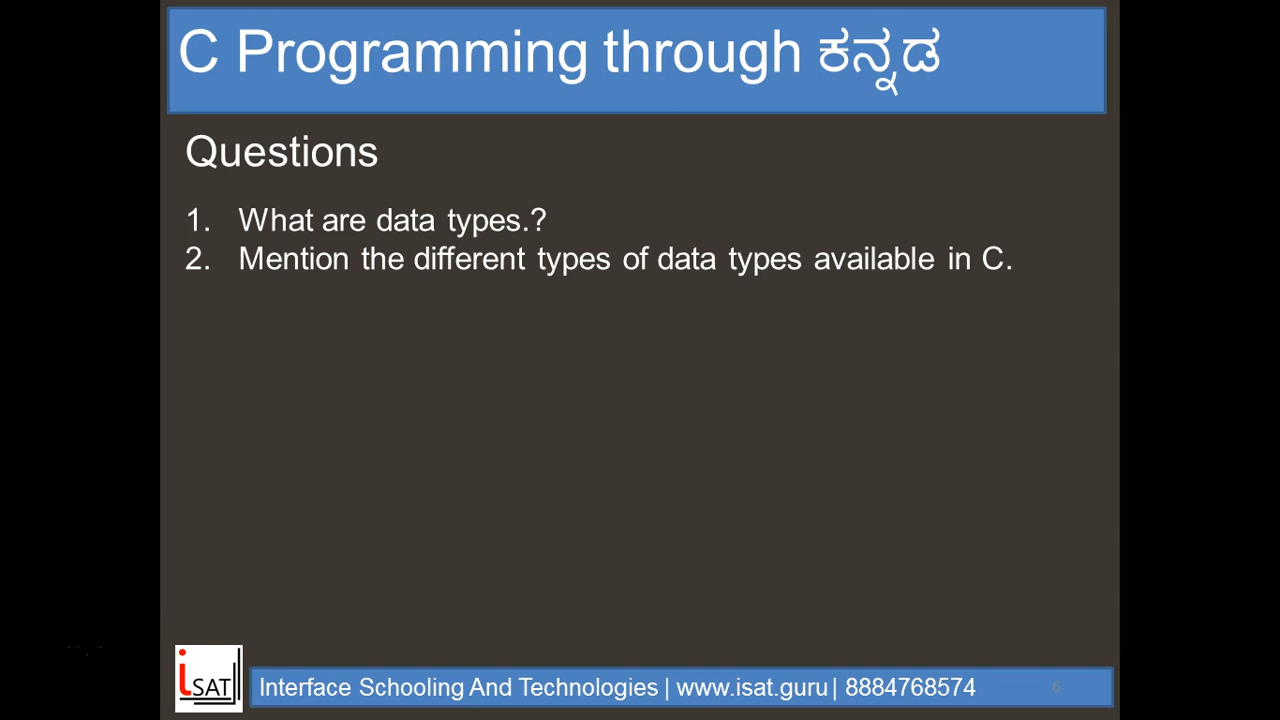 C Programming through ಕನ್ನಡ
Questions
1. What are data types.?
2. Mention the different types of data types available in C.
iSAT
Interface Schooling And Technologies | www.isat.guru | 8884768574
6